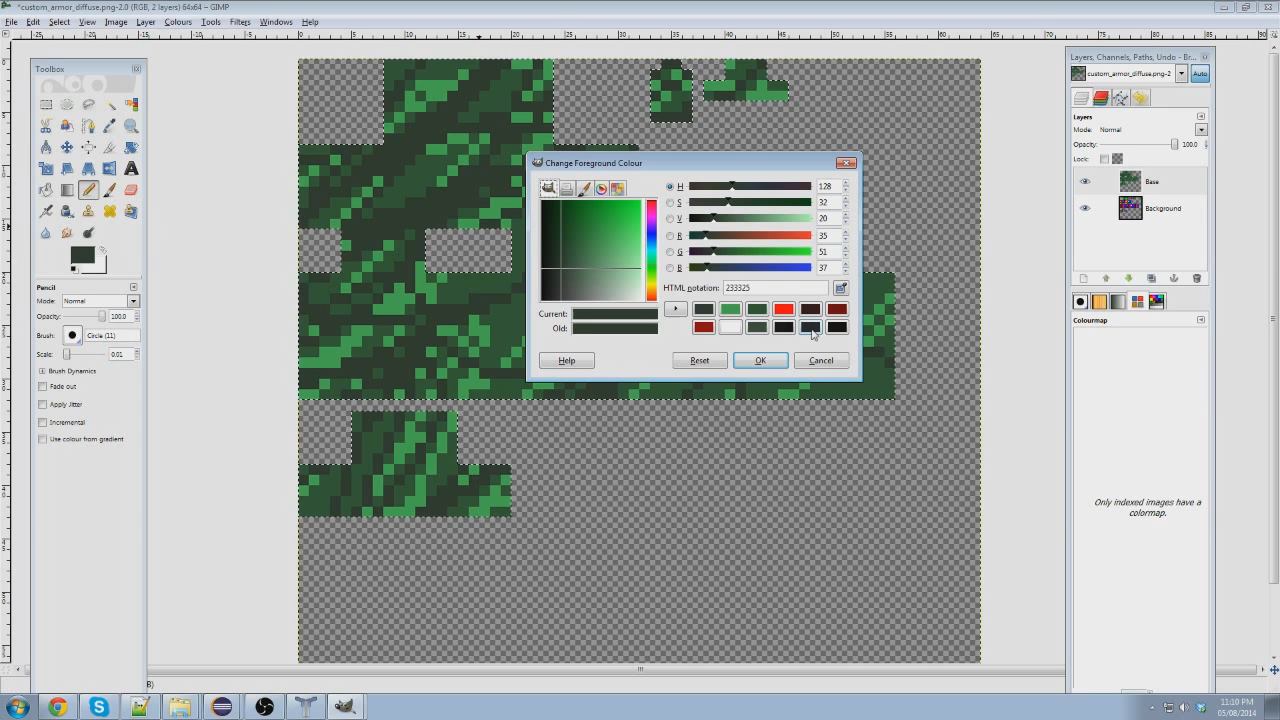 *custom_armor_diffuse.png-2.0 (RGB, 2 layers) 64x64 – GIMP
File Edit Select View Image Layer Colours Tools Filters Windows Help
Toolbox
Pencil
Mode: Normal
Opacity: 100.0
Brush: Circle (11)
Scale: 0.01
Brush Dynamics
Fade out
Apply Jitter
Incremental
Use colour from gradient
Change Foreground Colour
H 128
S 32
V 20
R 35
G 51
B 37
HTML notation: 233325
Current:
Old:
Help Reset OK Cancel
Layers, Channels, Paths, Undo – Br...
custom_armor_diffuse.png-2 Auto
Layers
Mode: Normal
Opacity: 100.0
Lock:
Base
Background
Colourmap
Only indexed images have a
colormap.
11:10 PM
05/08/2014